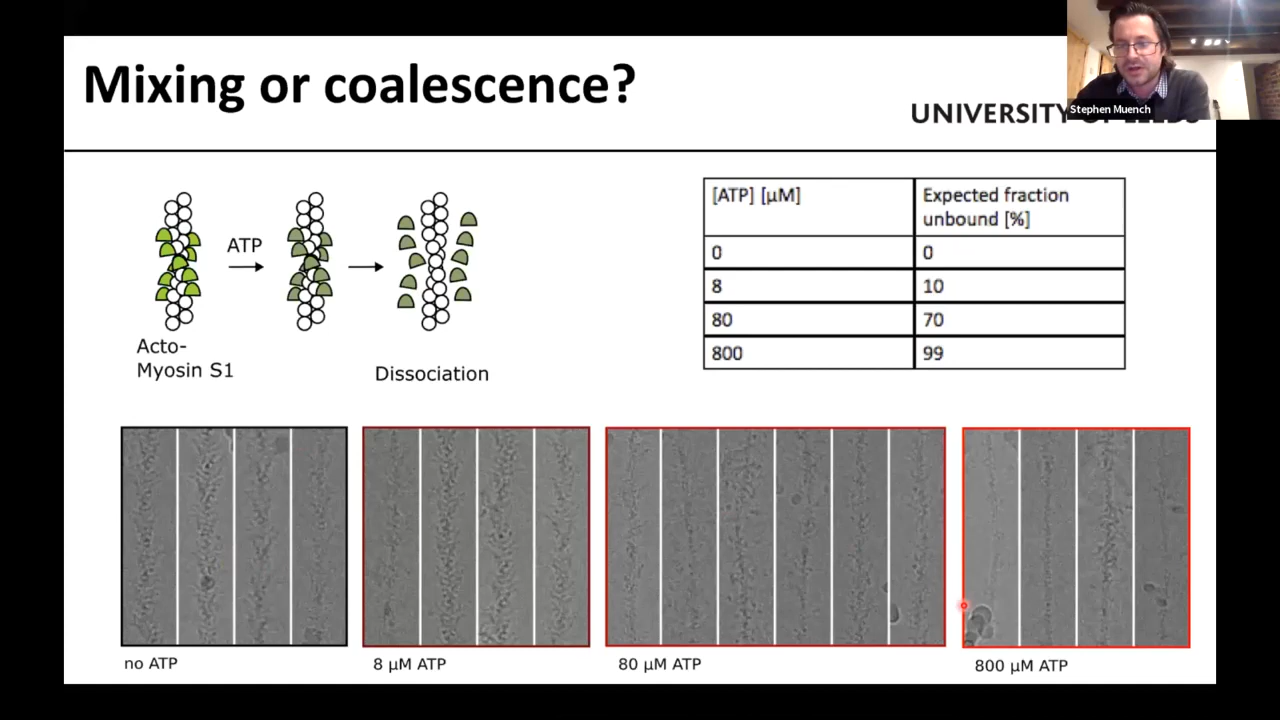 Mixing or coalescence?
Stephen Muench
UNIVERSITY OF LEEDS
ATP
Acto-
Myosin S1
Dissociation
[ATP] [µM]
Expected fraction
unbound [%]
0
0
8
10
80
70
800
99
no ATP
8 µM ATP
80 µM ATP
800 µM ATP